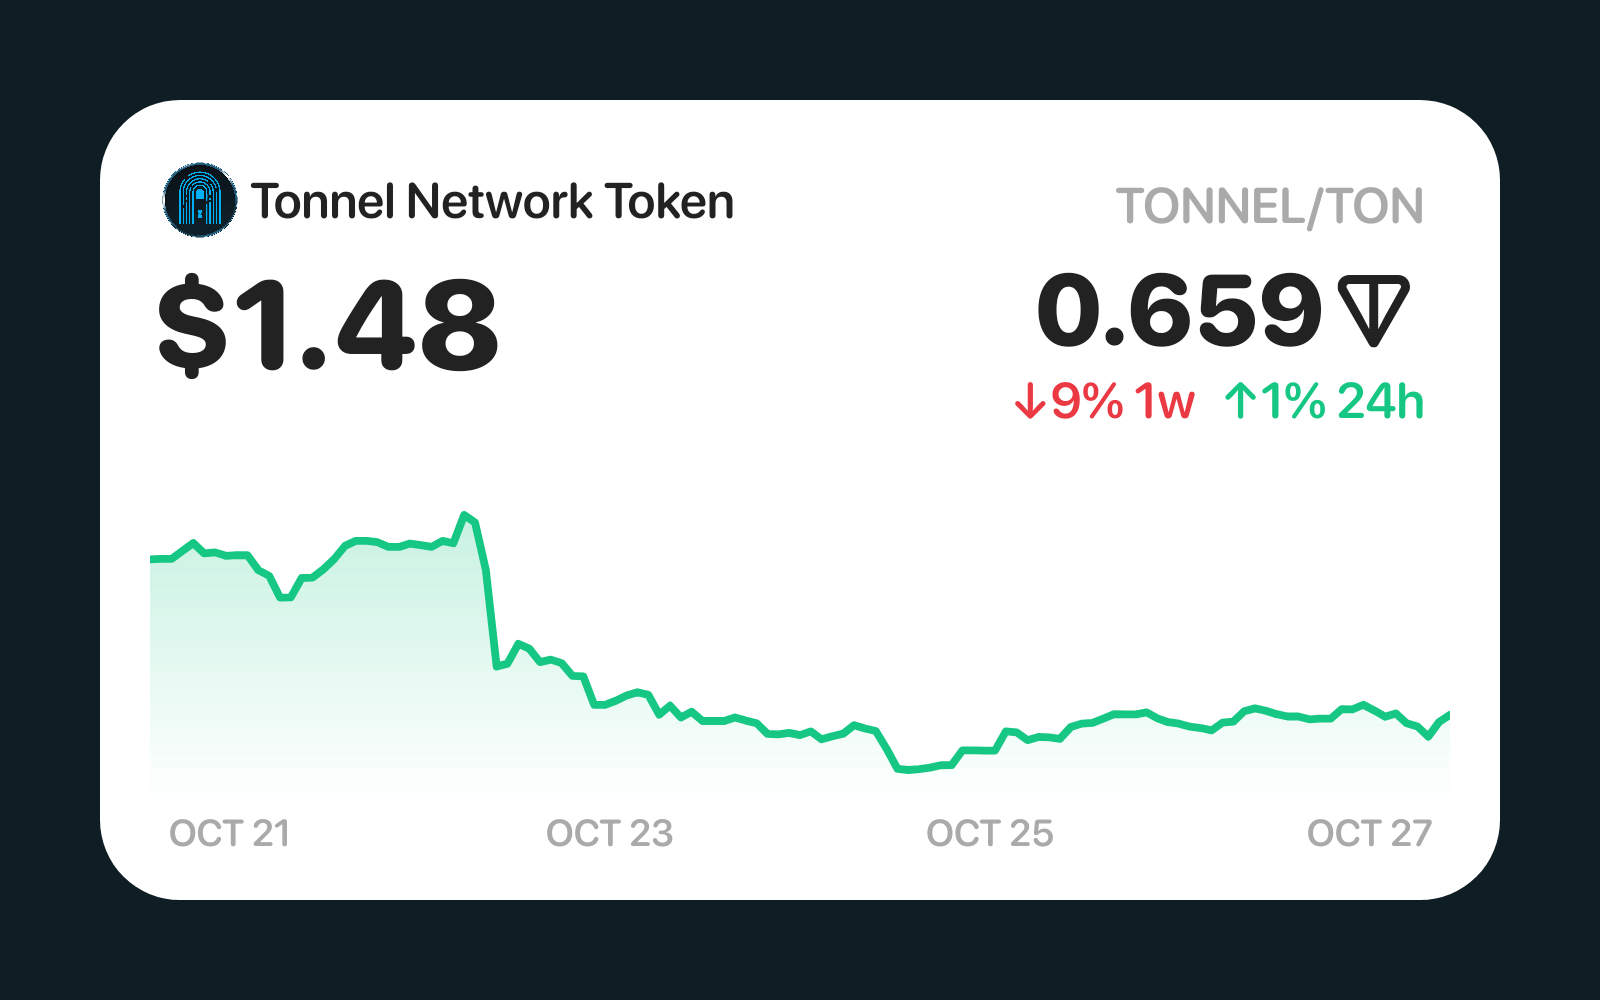 Tonnel Network Token
TONNEL/TON
$1.48
0.659
↓9% 1w ↑1% 24h
OCT 21 OCT 23 OCT 25 OCT 27